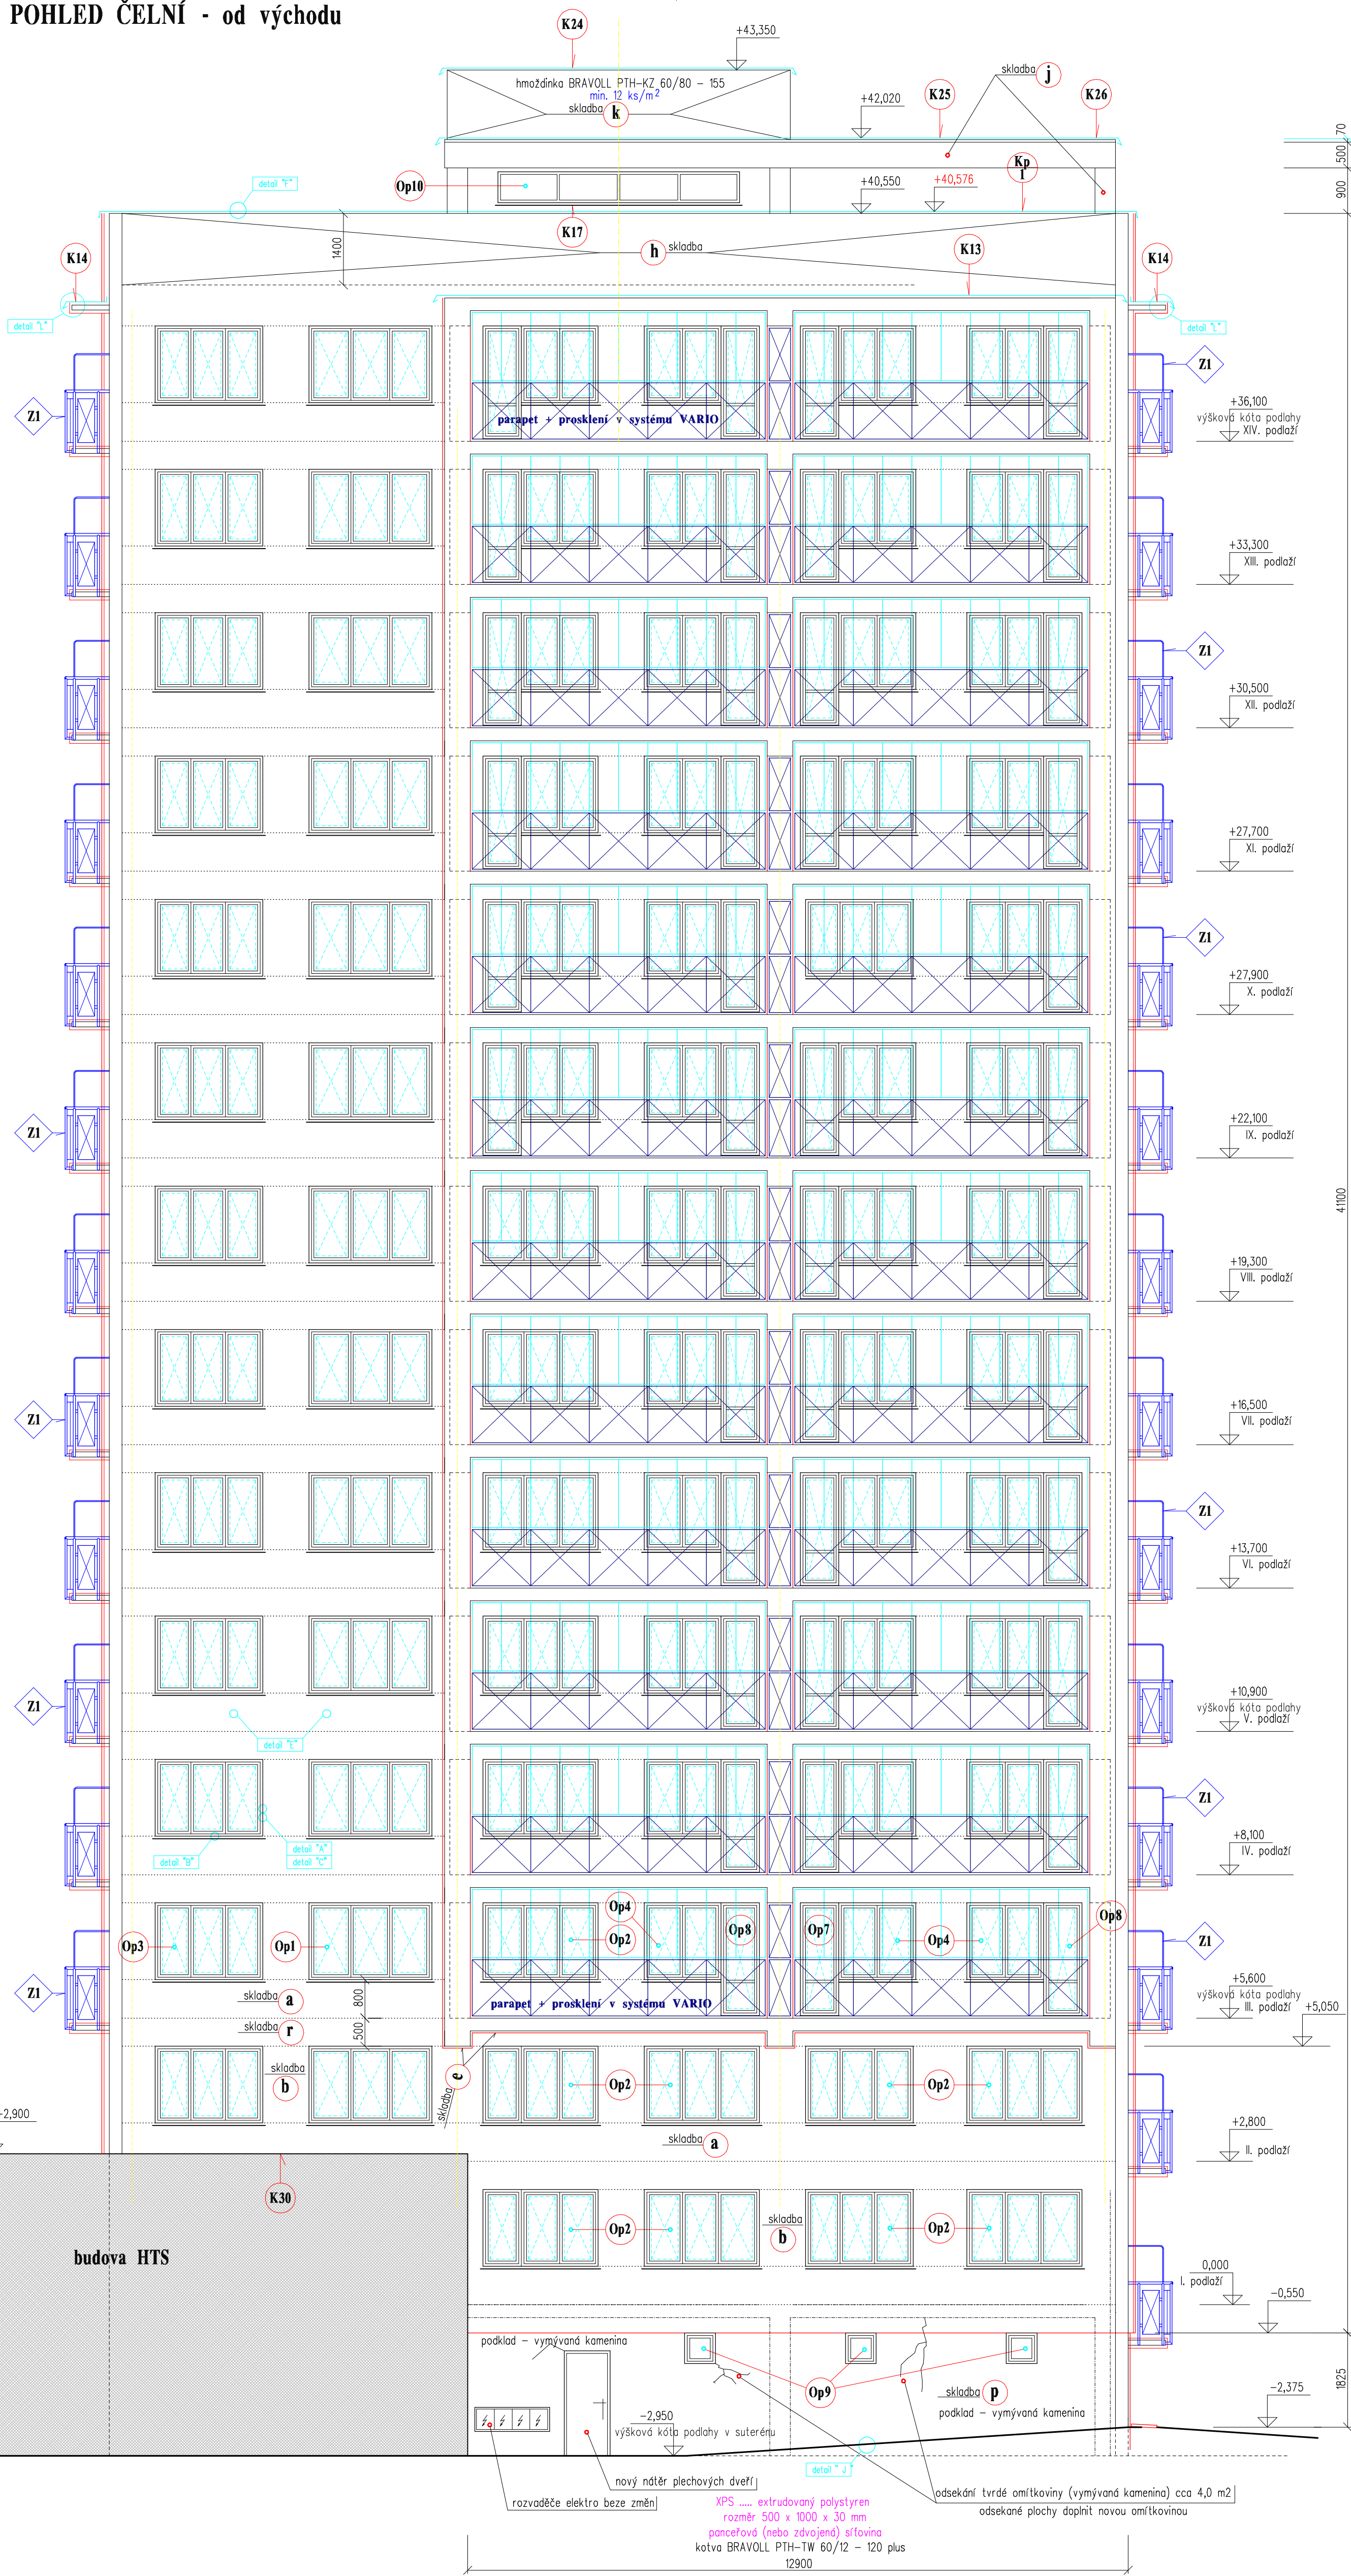 POHLED ČELNÍ - od východu
K24
+43,350
hmoždinka BRAVOLL PTH-KZ 60/80 - 155
min. 12 ks/m²
skladba k
skladba j
K25
K26
+42,020
70
500
900
Kp 1
Op10
+40,550
+40,576
detail "F"
K17
1400
h skladba
K13
K14
K14
detail "L"
detail "L"
Z1
Z1
parapet + prosklení v systému VARIO
+36,100
výšková kóta podlahy
XIV. podlaží
+33,300
XIII. podlaží
Z1
+30,500
XII. podlaží
+27,700
XI. podlaží
Z1
+27,900
X. podlaží
Z1
+22,100
IX. podlaží
41100
+19,300
VIII. podlaží
Z1
+16,500
VII. podlaží
Z1
+13,700
VI. podlaží
Z1
+10,900
výšková kóta podlahy
V. podlaží
detail "E"
Z1
+8,100
IV. podlaží
detail "A"
detail "C"
detail "B"
Op4
Op8
Op7
Op8
Op3
Op1
Op2
Op4
Z1
Z1
skladba a
800
parapet + prosklení v systému VARIO
+5,600
výšková kóta podlahy
III. podlaží
+5,050
skladba r
500
skladba
b
skladba e
Op2
Op2
-2,900
skladba a
+2,800
II. podlaží
K30
Op2
skladba
b
Op2
budova HTS
0,000
I. podlaží
-0,550
podklad - vymývaná kamenina
Op9
skladba p
podklad - vymývaná kamenina
1825
-2,375
-2,950
výšková kóta podlahy v suterénu
detail "J"
nový nátěr plechových dveří
rozvaděče elektro beze změn
odsekání tvrdé omítkoviny (vymývaná kamenina) cca 4,0 m2
odsekané plochy doplnit novou omítkovinou
XPS ..... extrudovaný polystyren
rozměr 500 x 1000 x 30 mm
panceřová (nebo zdvojená) síťovina
kotva BRAVOLL PTH-TW 60/12 - 120 plus
12900